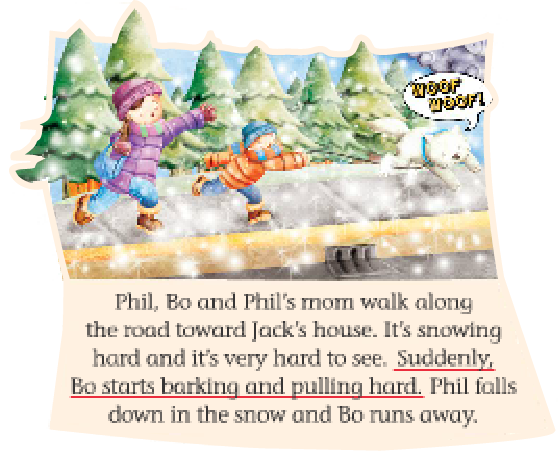 WOOF
WOOF!
Phil, Bo and Phil's mom walk along
the road toward Jack's house. It's snowing
hard and it's very hard to see. Suddenly,
Bo starts barking and pulling hard. Phil falls
down in the snow and Bo runs away.